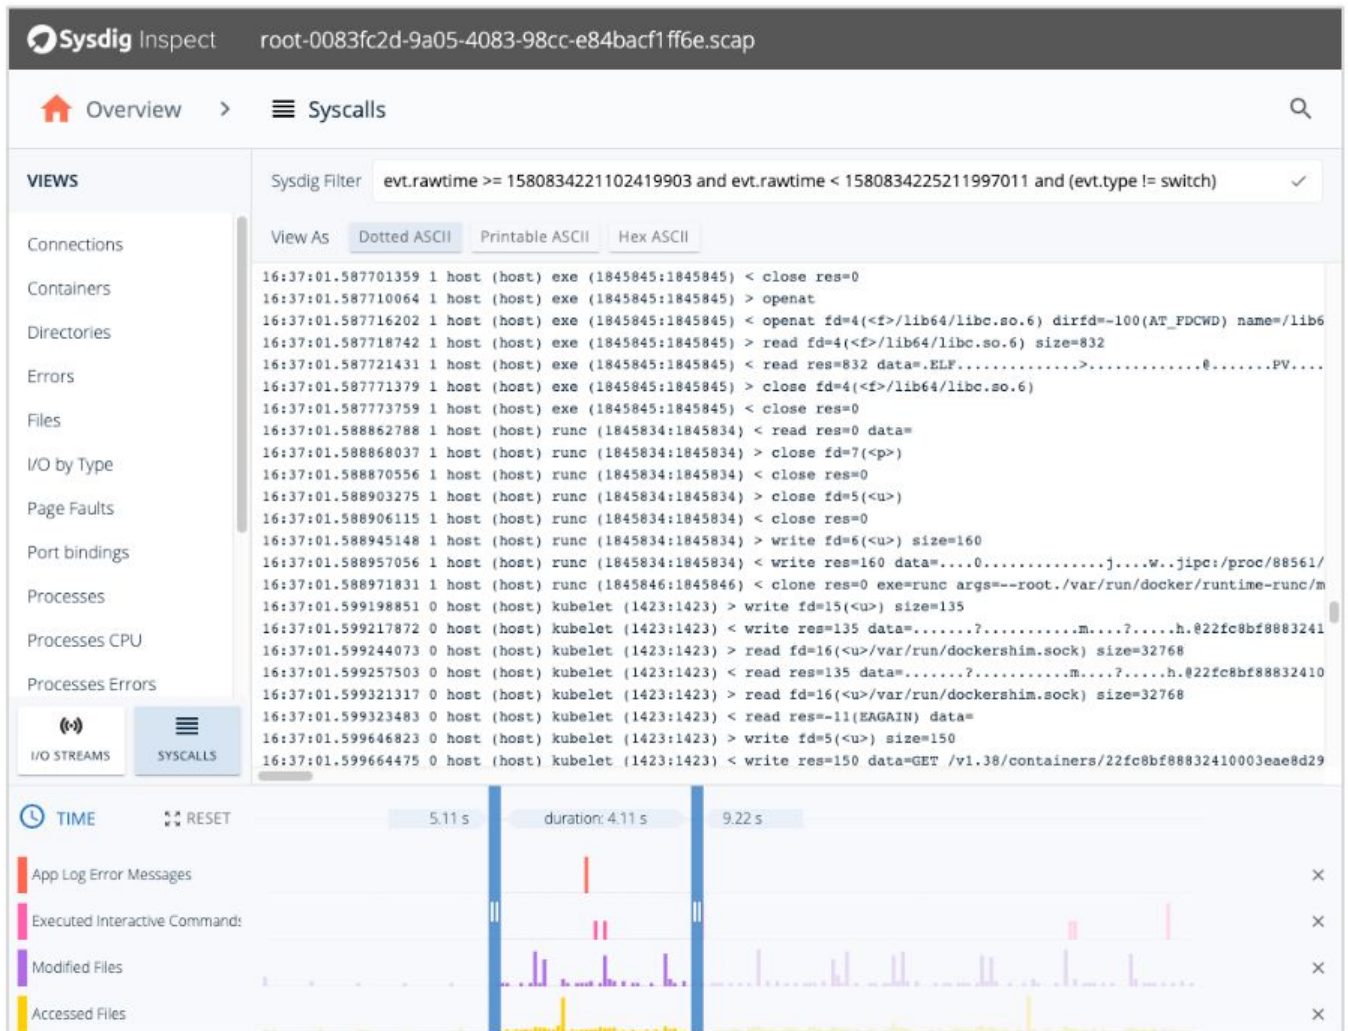 Sysdig Inspect root-0083fc2d-9a05-4083-98cc-e84bacf1ff6e.scap
Overview > Syscalls
VIEWS
Connections
Containers
Directories
Errors
Files
I/O by Type
Page Faults
Port bindings
Processes
Processes CPU
Processes Errors
I/O STREAMS
SYSCALLS
Sysdig Filter evt.rawtime >= 1580834221102419903 and evt.rawtime < 1580834225211997011 and (evt.type != switch)
View As Dotted ASCII Printable ASCII Hex ASCII
16:37:01.587701359 1 host (host) exe (1845845:1845845) < close res=0
16:37:01.587710064 1 host (host) exe (1845845:1845845) > openat
16:37:01.587716202 1 host (host) exe (1845845:1845845) < openat fd=4(<f>/lib64/libc.so.6) dirfd=-100(AT_FDCWD) name=/lib6
16:37:01.587718742 1 host (host) exe (1845845:1845845) > read fd=4(<f>/lib64/libc.so.6) size=832
16:37:01.587721431 1 host (host) exe (1845845:1845845) < read res=832 data=.ELF.............>.............@.......PV....
16:37:01.587771379 1 host (host) exe (1845845:1845845) > close fd=4(<f>/lib64/libc.so.6)
16:37:01.587773759 1 host (host) exe (1845845:1845845) < close res=0
16:37:01.588862788 1 host (host) runc (1845834:1845834) < read res=0 data=
16:37:01.588868037 1 host (host) runc (1845834:1845834) > close fd=7(<p>)
16:37:01.588870556 1 host (host) runc (1845834:1845834) < close res=0
16:37:01.588903275 1 host (host) runc (1845834:1845834) > close fd=5(<u>)
16:37:01.588906115 1 host (host) runc (1845834:1845834) < close res=0
16:37:01.588945148 1 host (host) runc (1845834:1845834) > write fd=6(<u>) size=160
16:37:01.588957056 1 host (host) runc (1845834:1845834) < write res=160 data=....0..............j....w..jipc:/proc/88561/
16:37:01.588971831 1 host (host) runc (1845846:1845846) < clone res=0 exe=runc args=--root./var/run/docker/runtime-runc/m
16:37:01.599198851 0 host (host) kubelet (1423:1423) > write fd=15(<u>) size=135
16:37:01.599217872 0 host (host) kubelet (1423:1423) < write res=135 data=.......?...........m....?.....h.@22fc8bf8883241
16:37:01.599244073 0 host (host) kubelet (1423:1423) > read fd=16(<u>/var/run/dockershim.sock) size=32768
16:37:01.599257503 0 host (host) kubelet (1423:1423) < read res=135 data=.......?...........m....?.....h.@22fc8bf88832410
16:37:01.599321317 0 host (host) kubelet (1423:1423) > read fd=16(<u>/var/run/dockershim.sock) size=32768
16:37:01.599323483 0 host (host) kubelet (1423:1423) < read res=-11(EAGAIN) data=
16:37:01.599646823 0 host (host) kubelet (1423:1423) > write fd=5(<u>) size=150
16:37:01.599664475 0 host (host) kubelet (1423:1423) < write res=150 data=GET /v1.38/containers/22fc8bf88832410003eae8d29
TIME RESET 5.11 s duration: 4.11 s 9.22 s
App Log Error Messages
Executed Interactive Commands
Modified Files
Accessed Files